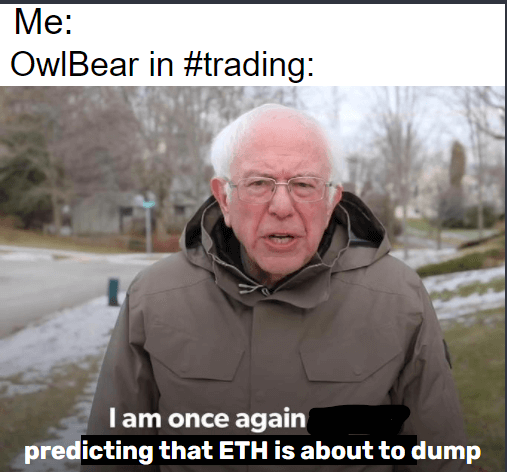 Me:
OwlBear in #trading:
I am once again
predicting that ETH is about to dump